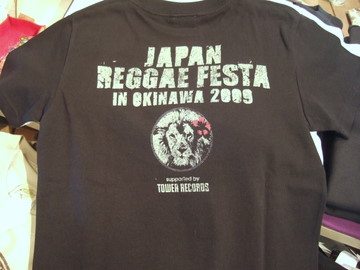 JAPAN
REGGAE FESTA
IN OKINAWA 2009
supported by
TOWER RECORDS